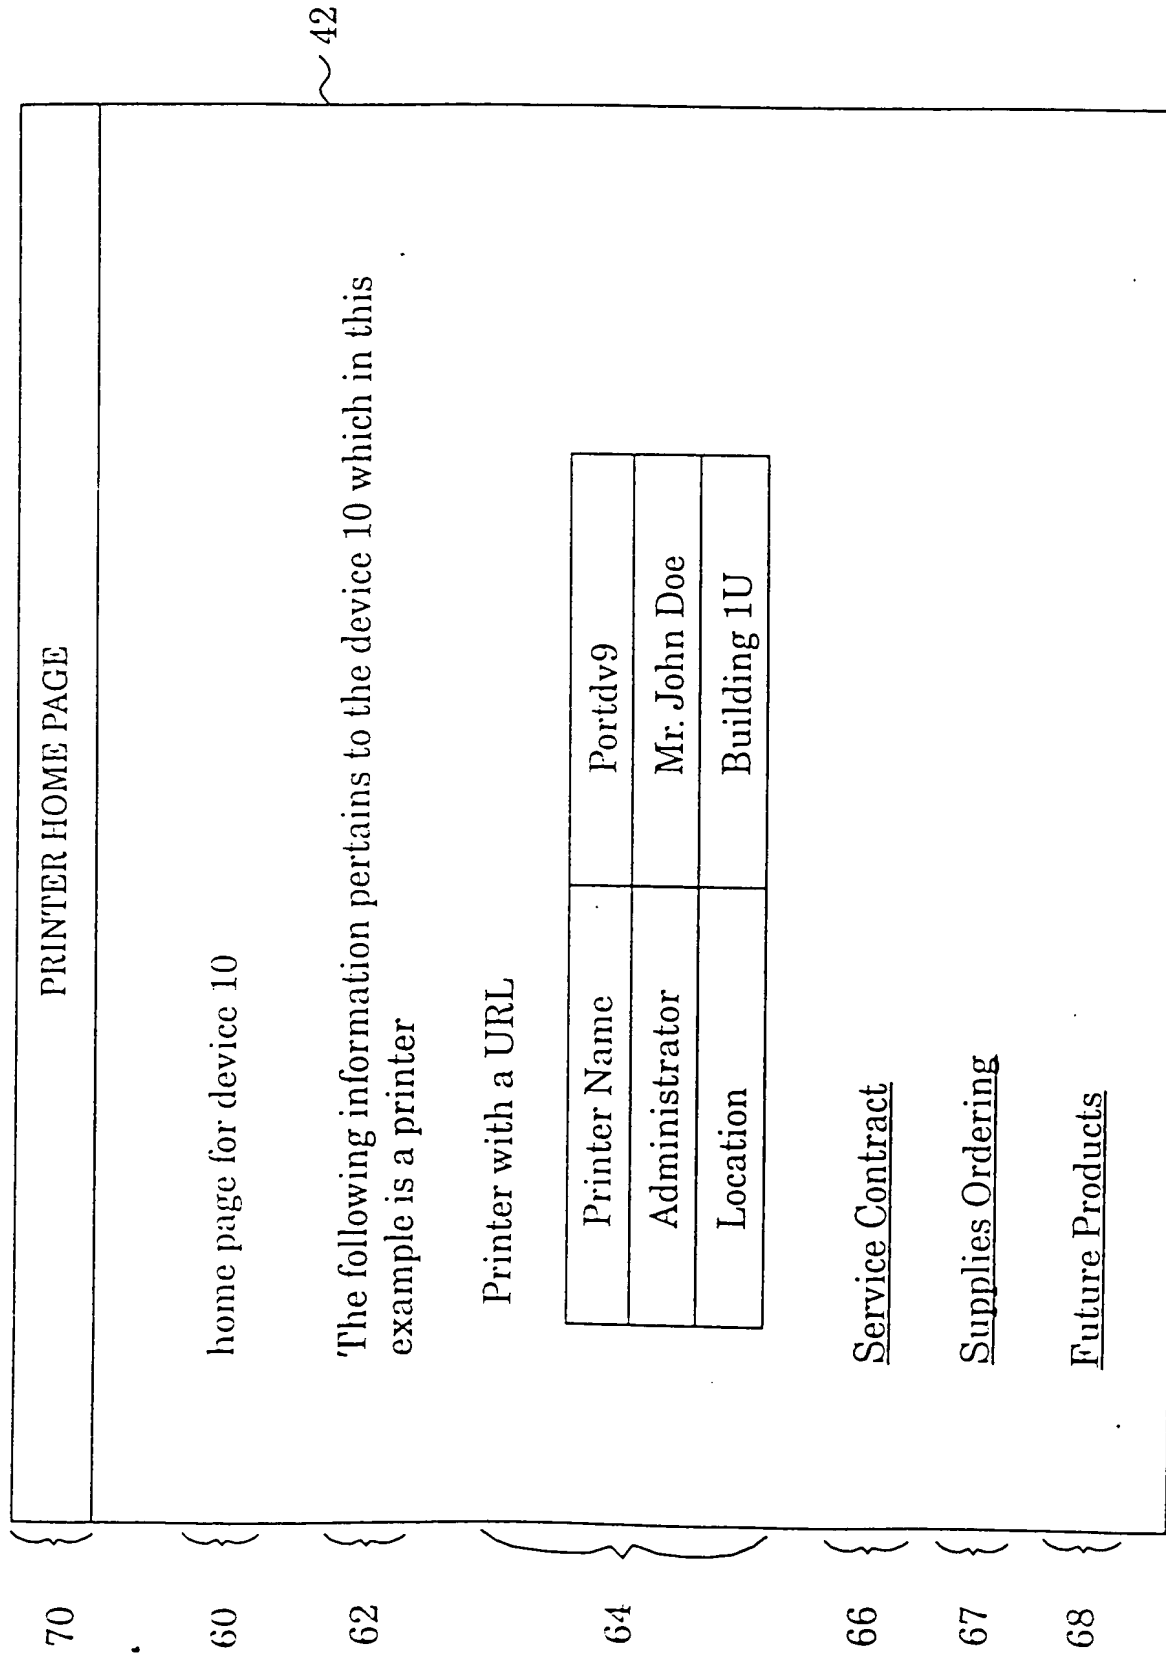 42
70 PRINTER HOME PAGE
60 home page for device 10
62 The following information pertains to the device 10 which in this
example is a printer
Printer with a URL
64
Printer Name Portdv9
Administrator Mr. John Doe
Location Building 1U
66 Service Contract
67 Supplies Ordering
68 Future Products